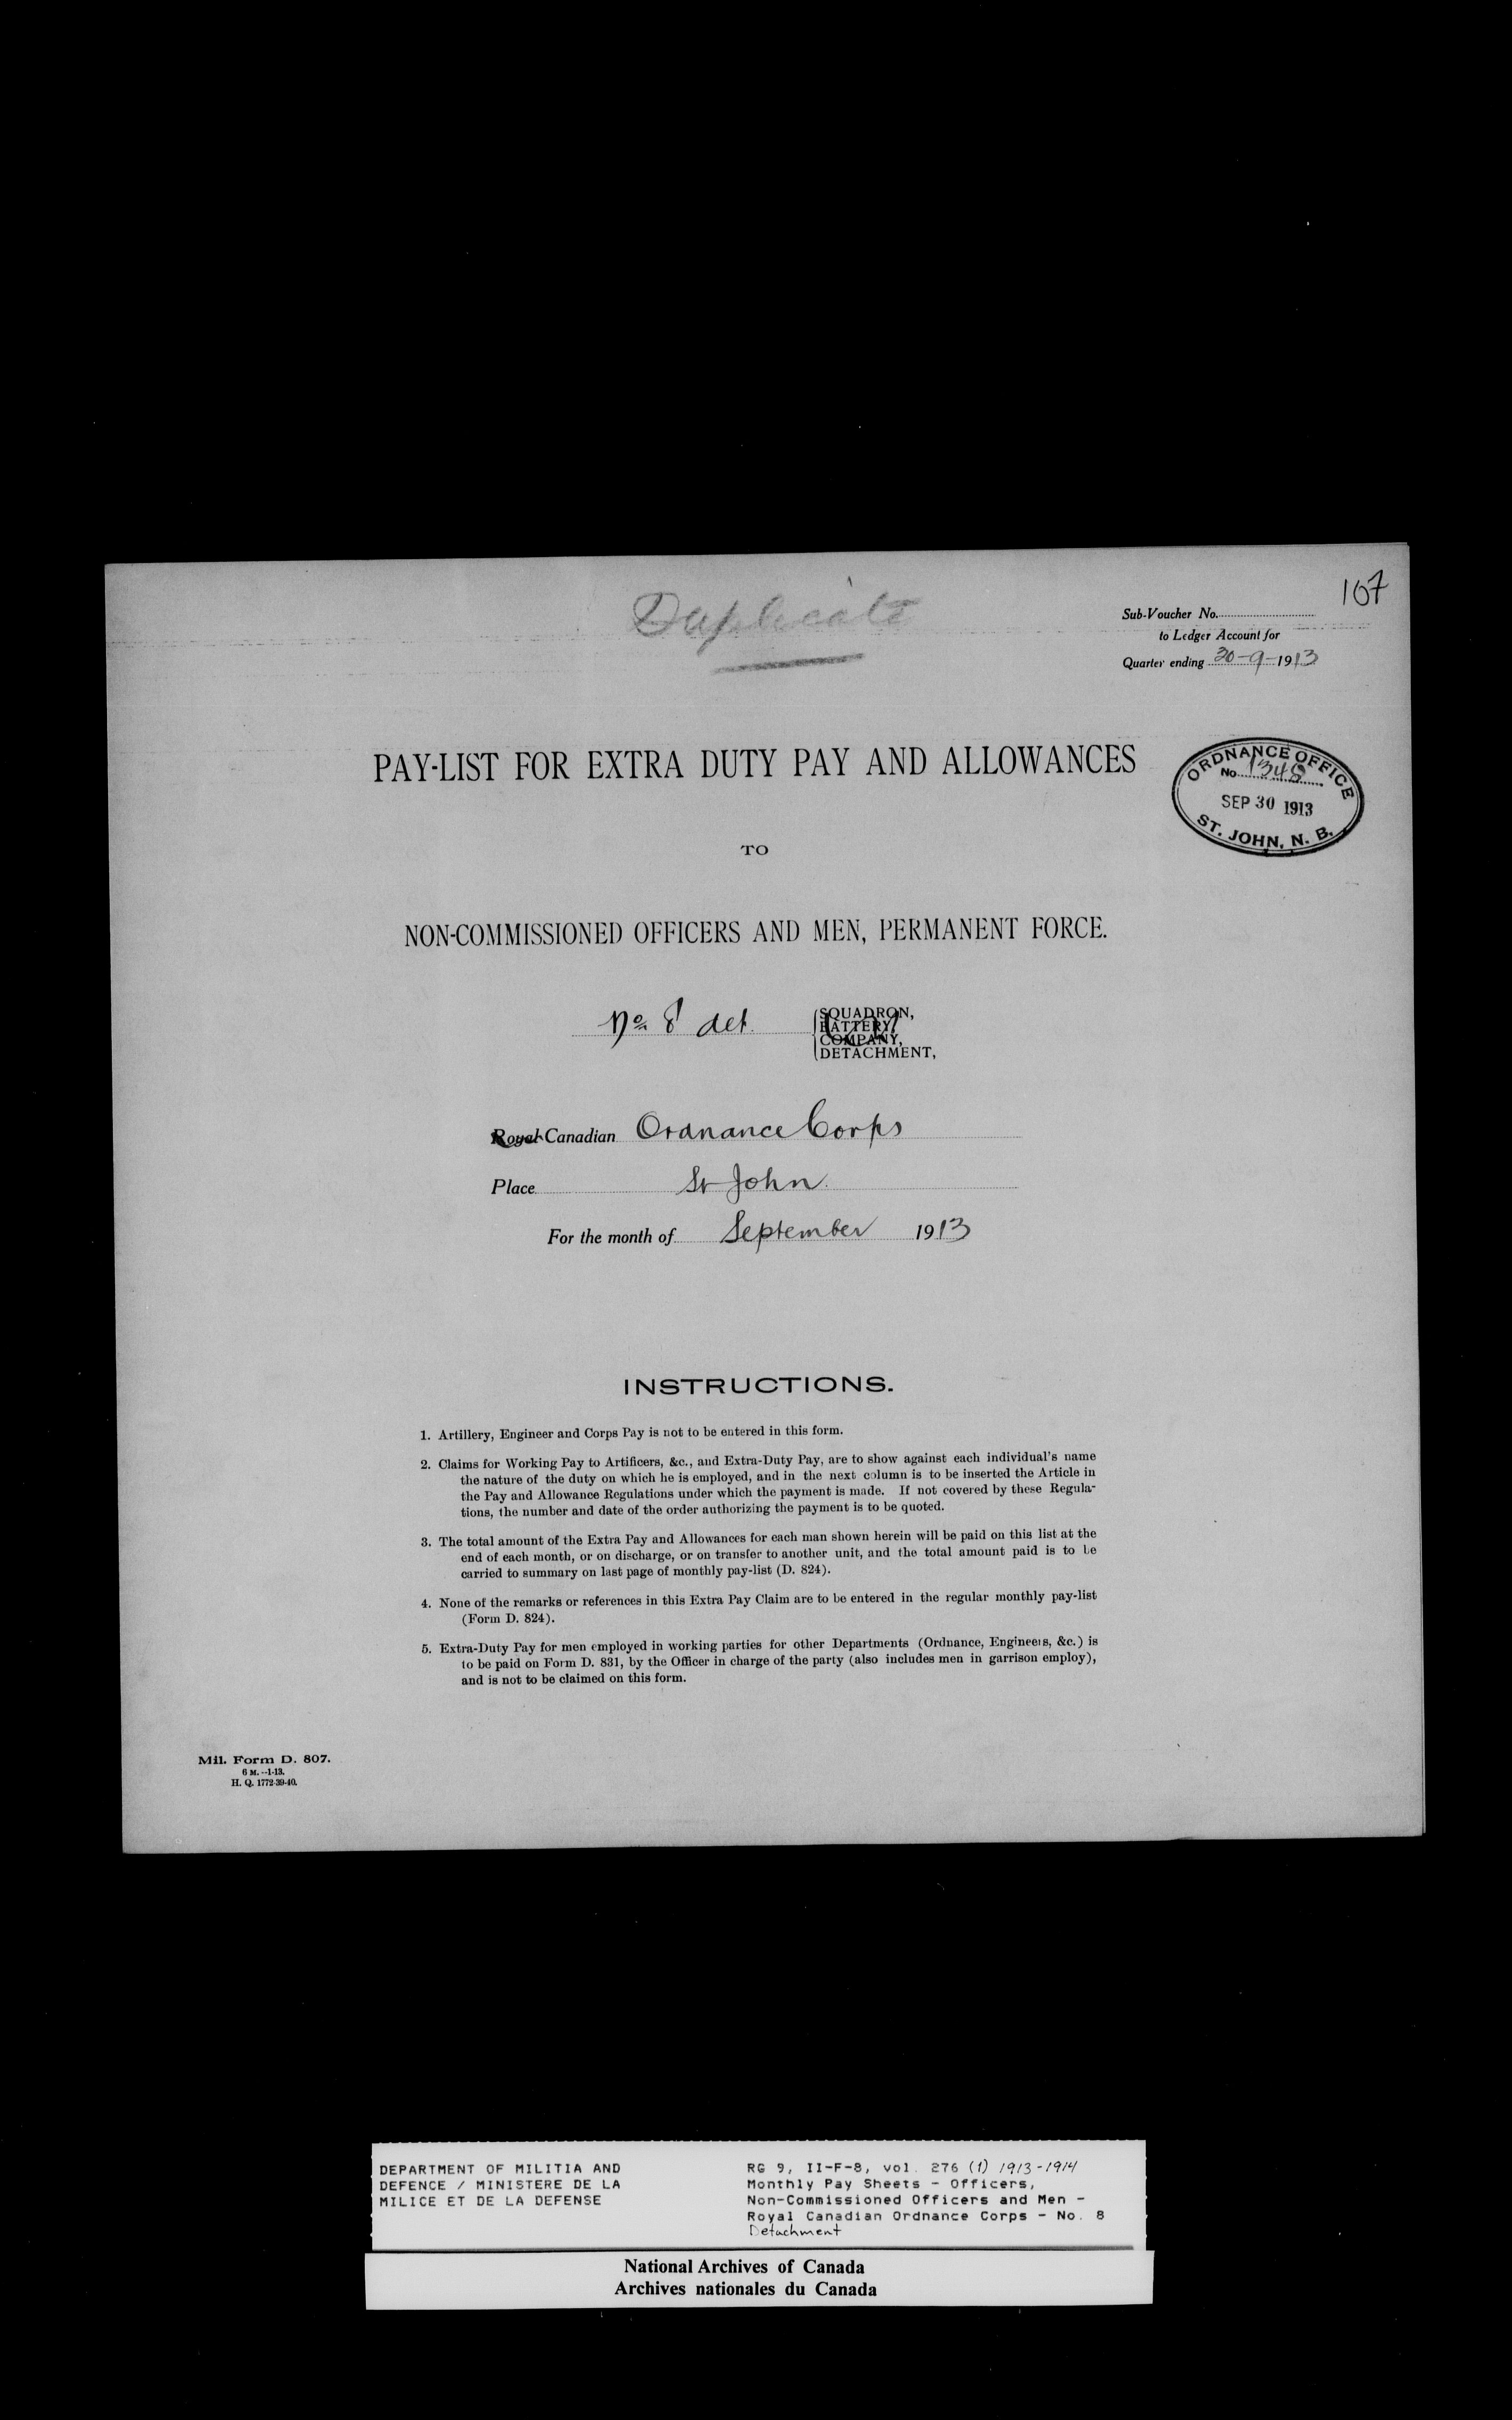 107
Duplicate
Sub-Voucher No.
to Ledger Account for
Quarter ending 30-9-1913
PAY-LIST FOR EXTRA DUTY PAY AND ALLOWANCES
ORDNANCE OFFICE
No. 1348
SEP 30 1913
ST. JOHN, N. B.
TO
NON-COMMISSIONED OFFICERS AND MEN, PERMANENT FORCE.
No. 8 det.
SQUADRON,
BATTERY,
COMPANY,
DETACHMENT,
Royal Canadian Ordnance Corps
Place St John.
For the month of September 1913
INSTRUCTIONS.
1. Artillery, Engineer and Corps Pay is not to be entered in this form.
2. Claims for Working Pay to Artificers, &c., and Extra-Duty Pay, are to show against each individual's name
the nature of the duty on which he is employed, and in the next column is to be inserted the Article in
the Pay and Allowance Regulations under which the payment is made. If not covered by these Regula-
tions, the number and date of the order authorizing the payment is to be quoted.
3. The total amount of the Extra Pay and Allowances for each man shown herein will be paid on this list at the
end of each month, or on discharge, or on transfer to another unit, and the total amount paid is to be
carried to summary on last page of monthly pay-list (D. 824).
4. None of the remarks or references in this Extra Pay Claim are to be entered in the regular monthly pay-list
(Form D. 824).
5. Extra-Duty Pay for men employed in working parties for other Departments (Ordnance, Engineers, &c.) is
to be paid on Form D. 831, by the Officer in charge of the party (also includes men in garrison employ),
and is not to be claimed on this form.
Mil. Form D. 807.
6 M.--1-13.
H. Q. 1772-39-40.
DEPARTMENT OF MILITIA AND
DEFENCE / MINISTERE DE LA
MILICE ET DE LA DEFENSE
RG 9, II-F-8, vol. 276 (1) 1913-1914
Monthly Pay Sheets - Officers,
Non-Commissioned Officers and Men -
Royal Canadian Ordnance Corps - No. 8
Detachment
National Archives of Canada
Archives nationales du Canada